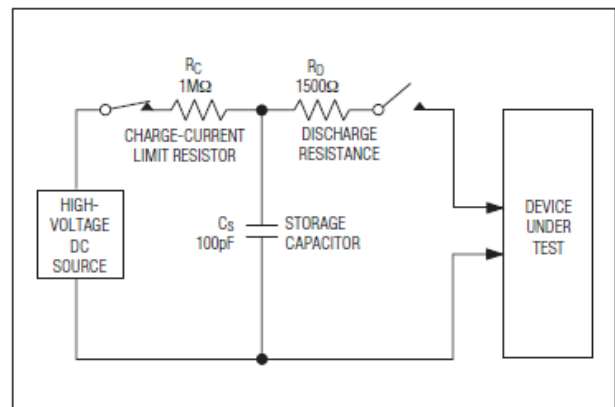 RC
1MΩ
CHARGE-CURRENT
LIMIT RESISTOR
RD
1500Ω
DISCHARGE
RESISTANCE
HIGH-
VOLTAGE
DC
SOURCE
CS
100pF
STORAGE
CAPACITOR
DEVICE
UNDER
TEST